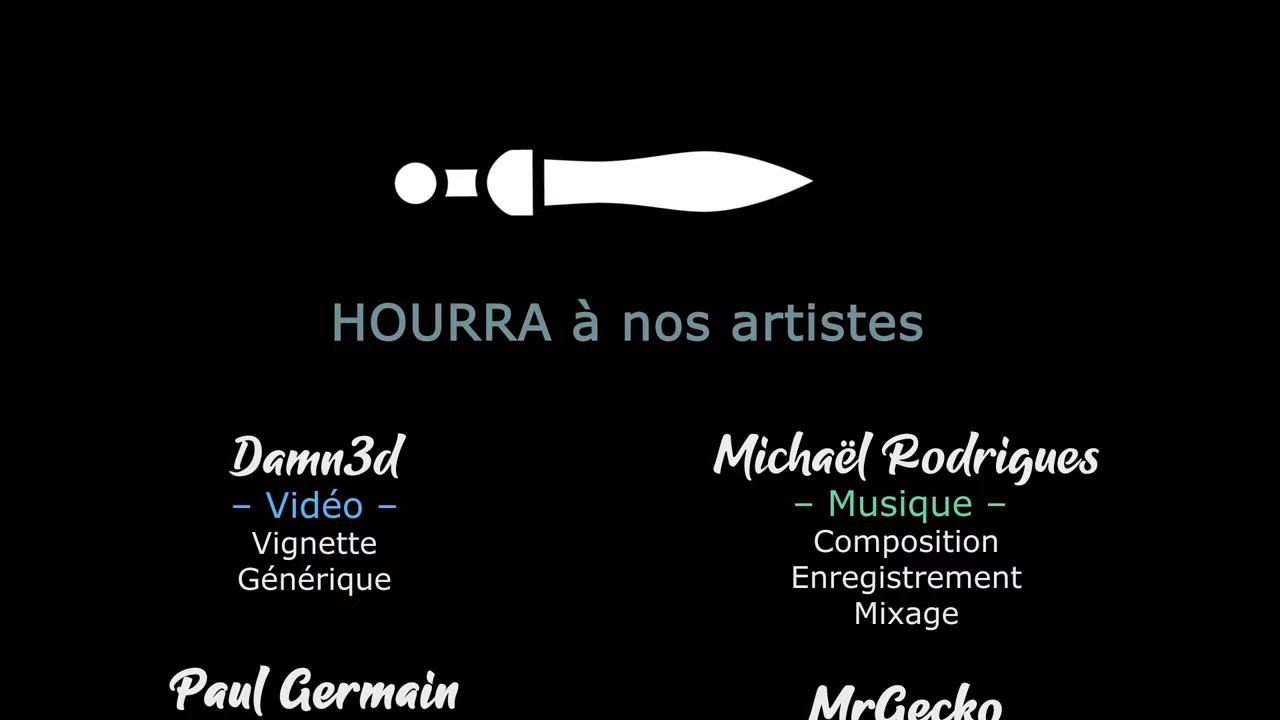 HOURRA à nos artistes
Damn3d
– Vidéo –
Vignette
Générique
Michaël Rodrigues
– Musique –
Composition
Enregistrement
Mixage
Paul Germain
MrGecko